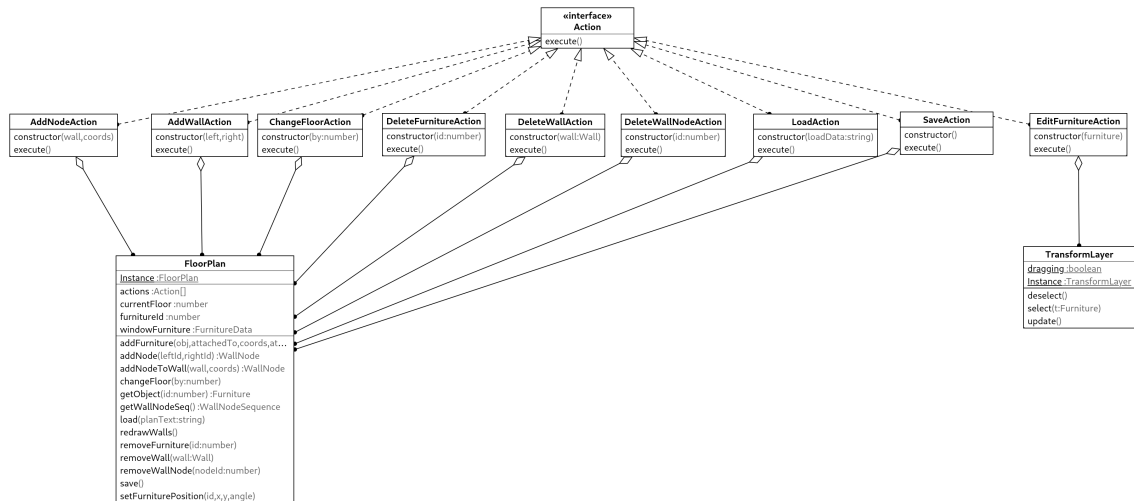 «interface»
Action
execute()
AddNodeAction
constructor(wall,coords)
execute()
AddWallAction
constructor(left,right)
execute()
ChangeFloorAction
constructor(by:number)
execute()
DeleteFurnitureAction
constructor(id:number)
execute()
DeleteWallAction
constructor(wall:Wall)
execute()
DeleteWallNodeAction
constructor(id:number)
execute()
LoadAction
constructor(loadData:string)
execute()
SaveAction
constructor()
execute()
EditFurnitureAction
constructor(furniture)
execute()
FloorPlan
Instance :FloorPlan
actions :Action[]
currentFloor :number
furnitureId :number
windowFurniture :FurnitureData
addFurniture(obj,attachedTo,coords,at...
addNode(leftId,rightId) :WallNode
addNodeToWall(wall,coords) :WallNode
changeFloor(by:number)
getObject(id:number) :Furniture
getWallNodeSeq() :WallNodeSequence
load(planText:string)
redrawWalls()
removeFurniture(id:number)
removeWall(wall:Wall)
removeWallNode(nodeId:number)
save()
setFurniturePosition(id,x,y,angle)
TransformLayer
dragging :boolean
Instance :TransformLayer
deselect()
select(t:Furniture)
update()